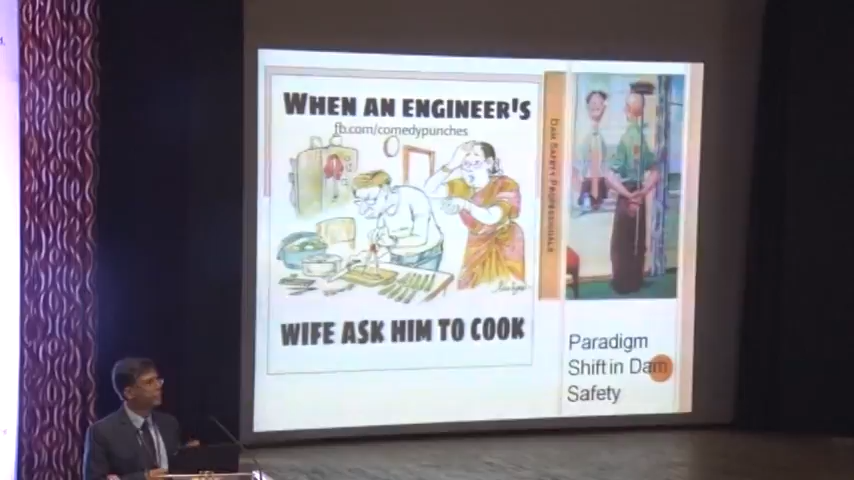 WHEN AN ENGINEER'S
fb.com/comedypunches
WIFE ASK HIM TO COOK
DAM SAFETY PROFESSIONALS
Paradigm
Shift in Dam
Safety